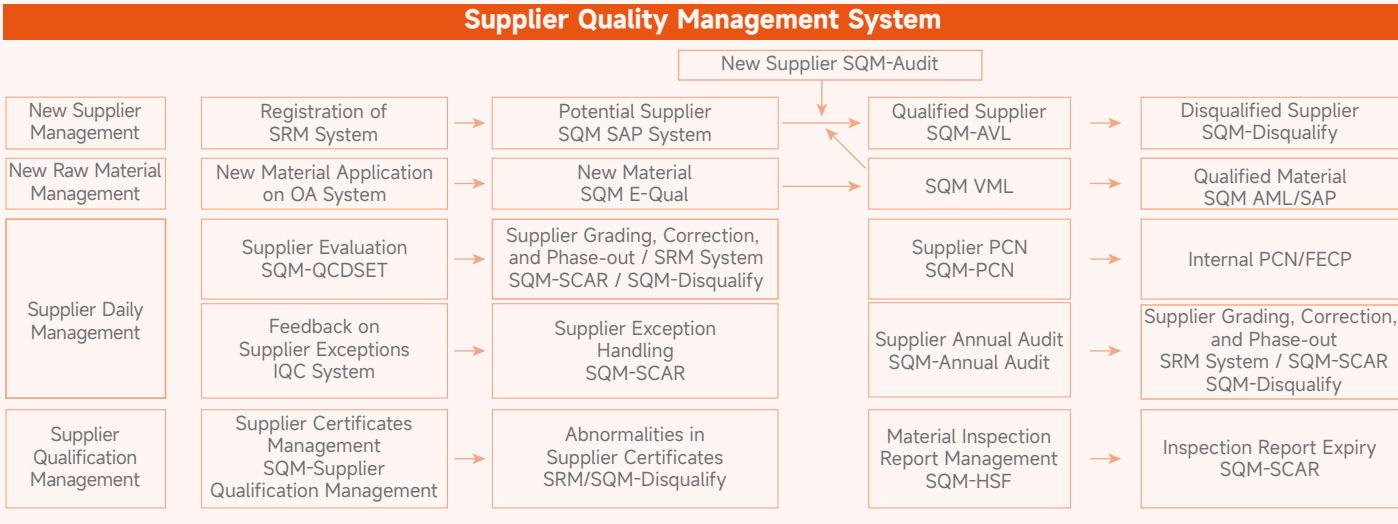 Supplier Quality Management System
New Supplier SQM-Audit
New Supplier
Management
Registration of
SRM System
Potential Supplier
SQM SAP System
Qualified Supplier
SQM-AVL
Disqualified Supplier
SQM-Disqualify
New Raw Material
Management
New Material Application
on OA System
New Material
SQM E-Qual
SQM VML
Qualified Material
SQM AML/SAP
Supplier Daily
Management
Supplier Evaluation
SQM-QCDSET
Supplier Grading, Correction,
and Phase-out / SRM System
SQM-SCAR / SQM-Disqualify
Supplier PCN
SQM-PCN
Internal PCN/FECP
Feedback on
Supplier Exceptions
IQC System
Supplier Exception
Handling
SQM-SCAR
Supplier Annual Audit
SQM-Annual Audit
Supplier Grading, Correction,
and Phase-out
SRM System / SQM-SCAR
SQM-Disqualify
Supplier
Qualification
Management
Supplier Certificates
Management
SQM-Supplier
Qualification Management
Abnormalities in
Supplier Certificates
SRM/SQM-Disqualify
Material Inspection
Report Management
SQM-HSF
Inspection Report Expiry
SQM-SCAR